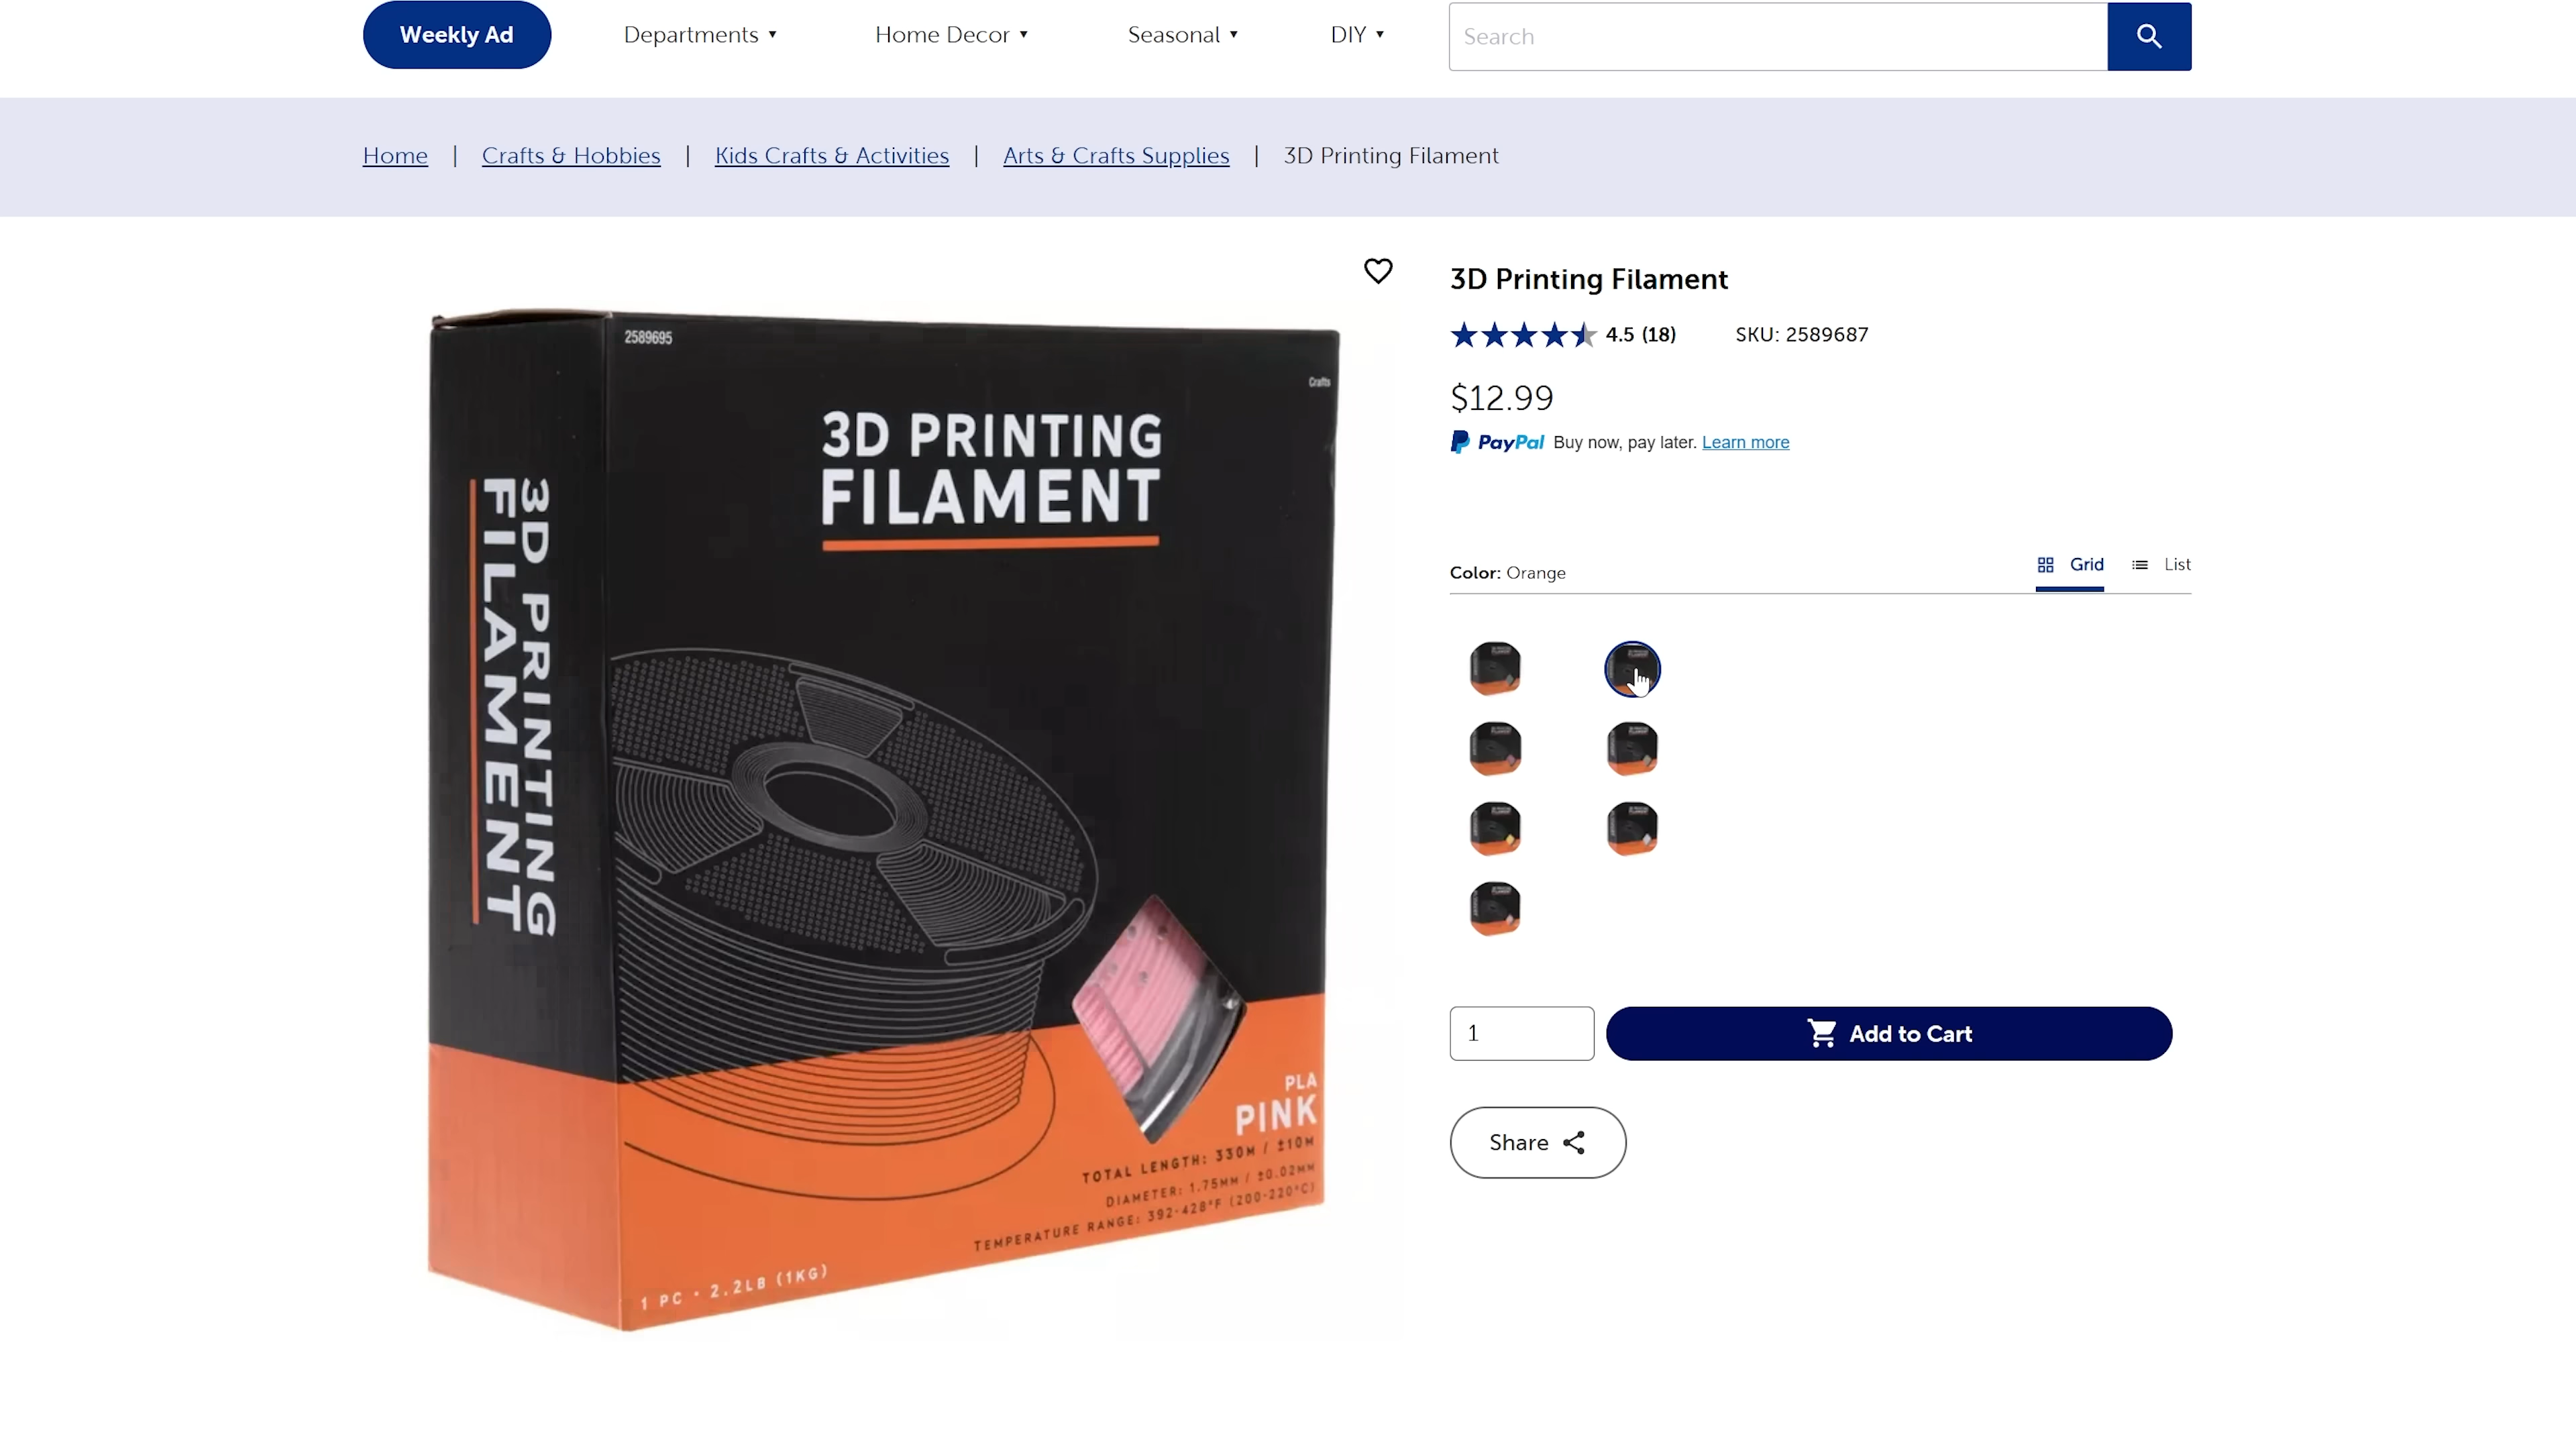 Weekly Ad
Departments
Home Decor
Seasonal
DIY
Search
Home | Crafts & Hobbies | Kids Crafts & Activities | Arts & Crafts Supplies | 3D Printing Filament
2589695
Crafts
3D PRINTING
FILAMENT
3D PRINTING
FILAMENT
PLA
PINK
TOTAL LENGTH: 330M / ±10M
DIAMETER: 1.75MM / ±0.02MM
TEMPERATURE RANGE: 392-428°F (200-220°C)
1 PC · 2.2LB (1KG)
3D Printing Filament
4.5 (18)
SKU: 2589687
$12.99
PayPal Buy now, pay later. Learn more
Color: Orange
Grid
List
1
Add to Cart
Share